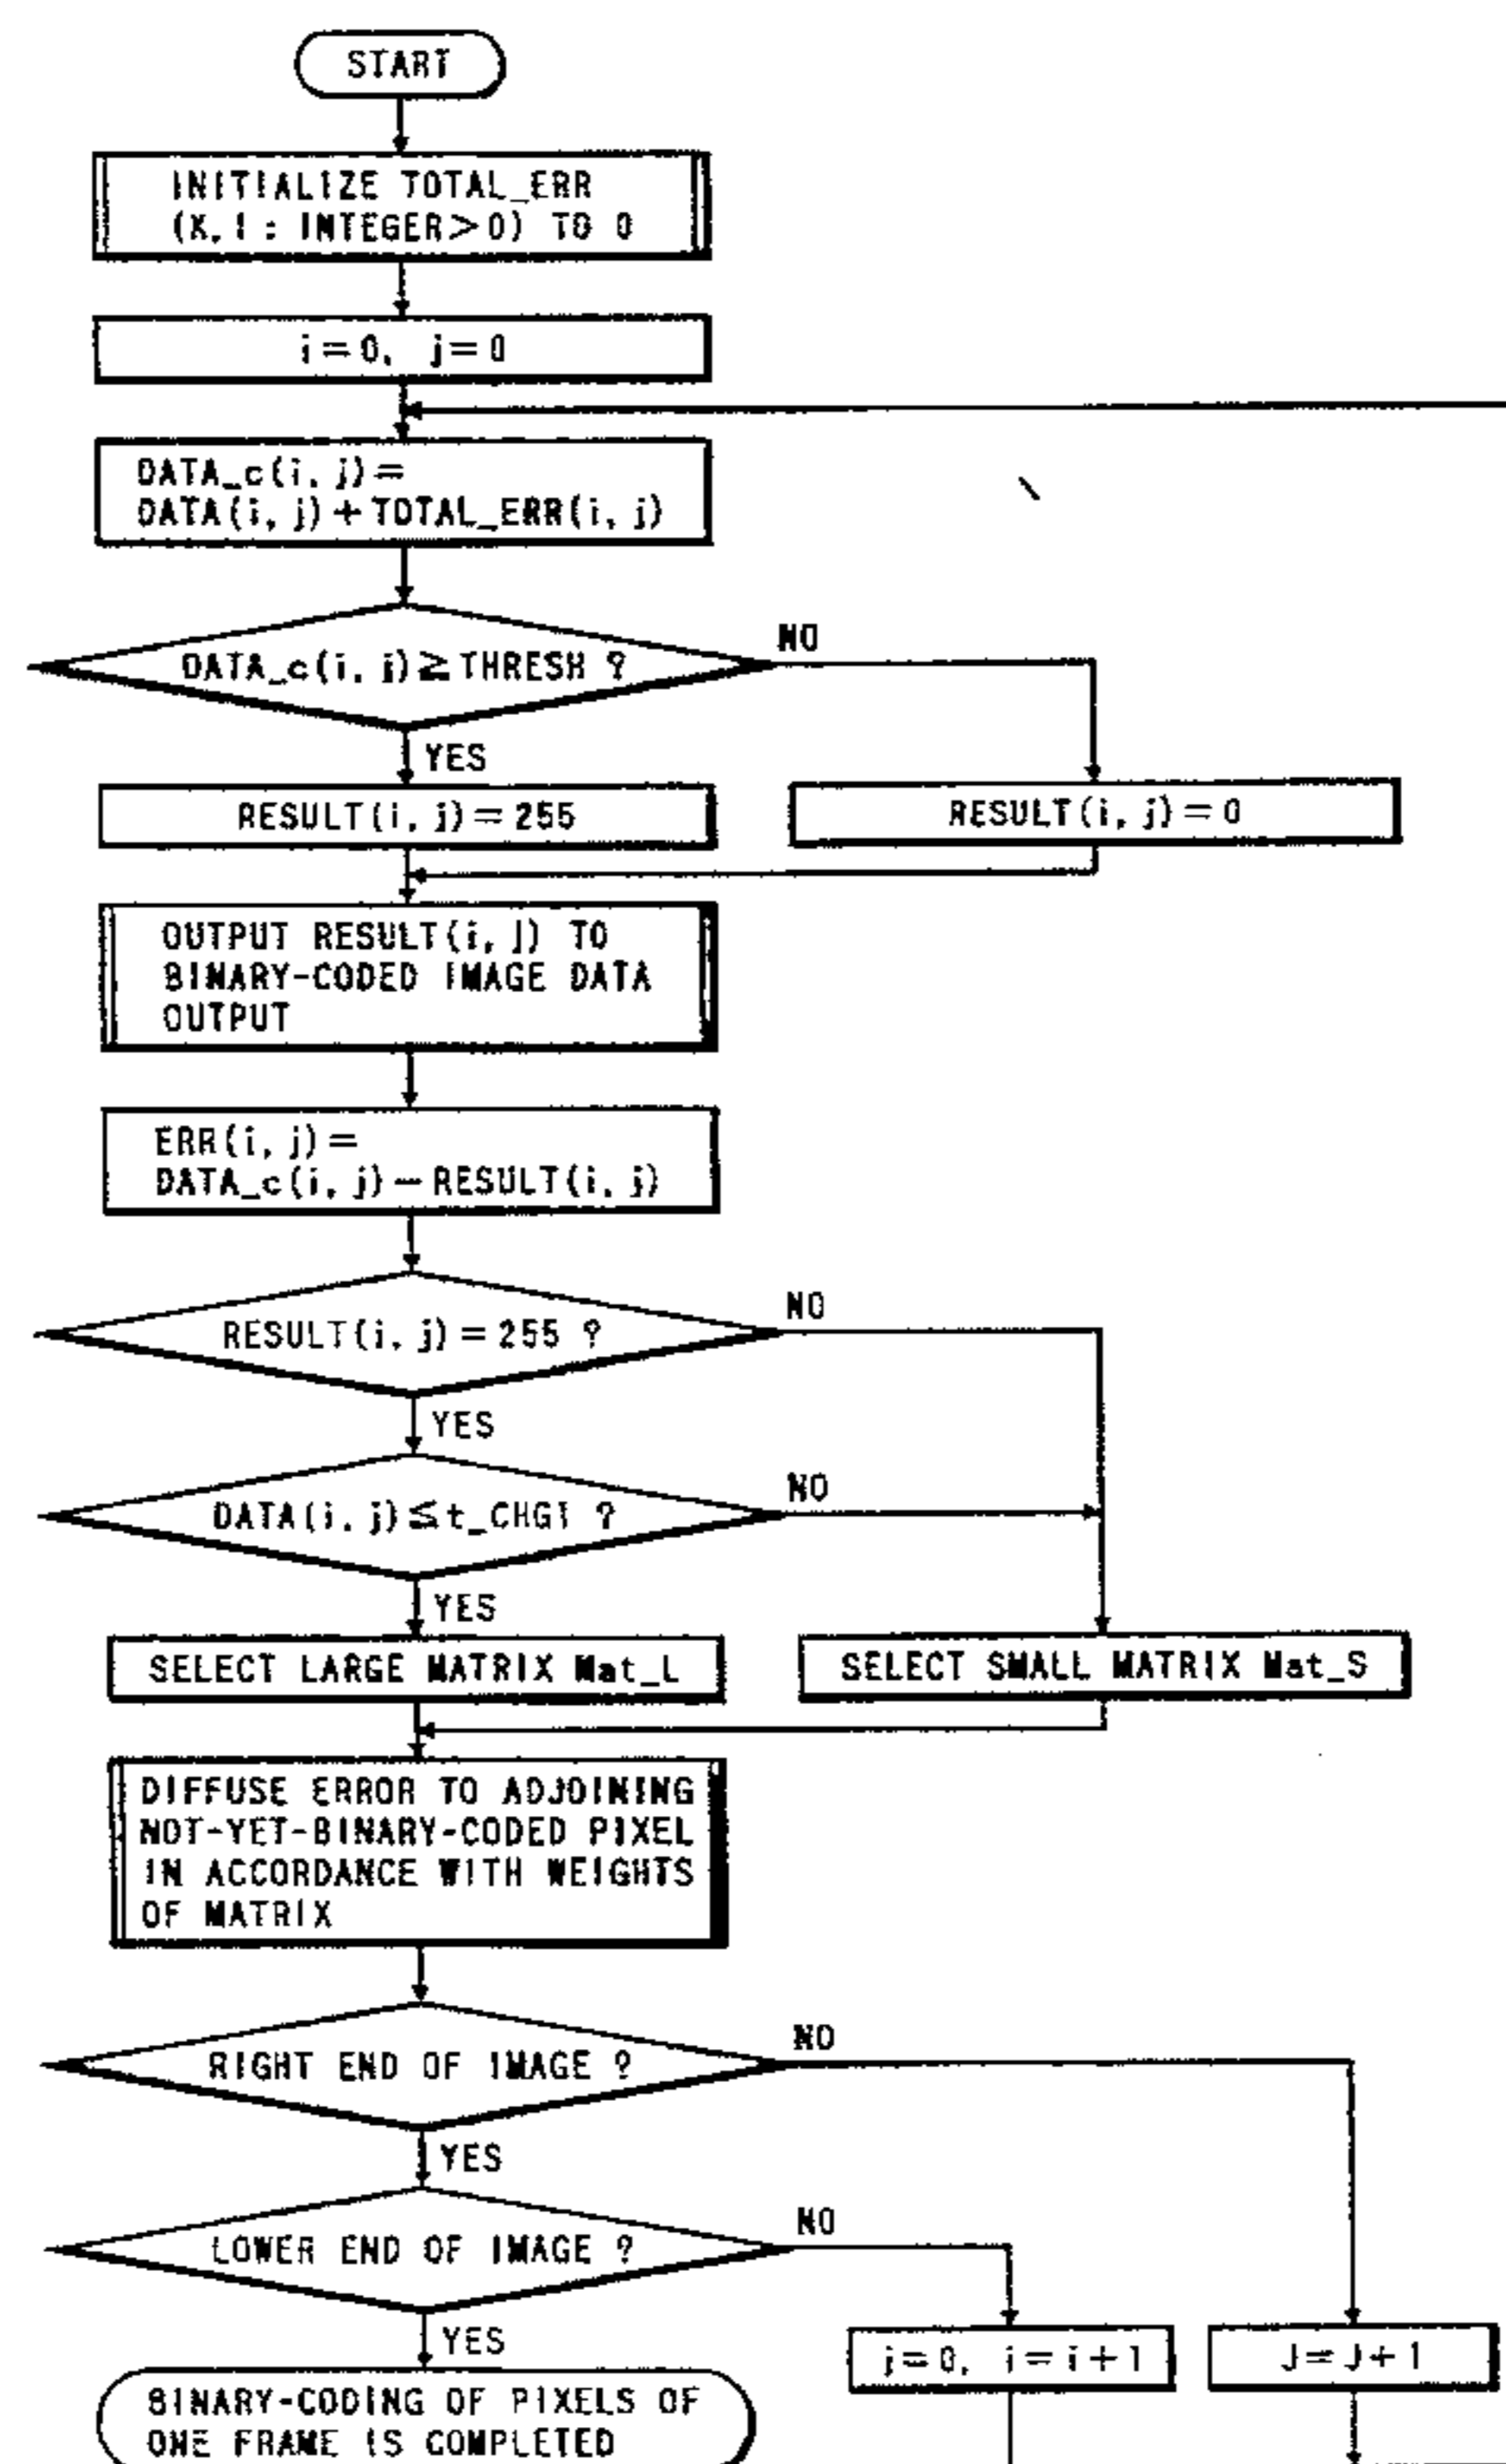 START
INITIALIZE TOTAL_ERR
(K, I : INTEGER>0) TO 0
i=0, j=0
DATA_c(i, j)=
DATA(i, j)+TOTAL_ERR(i, j)
DATA_c(i, j)≧THRESH ?
NO
YES
RESULT(i, j)=255
RESULT(i, j)=0
OUTPUT RESULT(i, j) TO
BINARY-CODED IMAGE DATA
OUTPUT
ERR(i, j)=
DATA_c(i, j)-RESULT(i, j)
RESULT(i, j)=255 ?
NO
YES
DATA(i, j)≦t_CHG1 ?
NO
YES
SELECT LARGE MATRIX Mat_L
SELECT SMALL MATRIX Mat_S
DIFFUSE ERROR TO ADJOINING
NOT-YET-BINARY-CODED PIXEL
IN ACCORDANCE WITH WEIGHTS
OF MATRIX
RIGHT END OF IMAGE ?
NO
YES
LOWER END OF IMAGE ?
NO
YES
j=0, i=i+1
J=J+1
BINARY-CODING OF PIXELS OF
ONE FRAME IS COMPLETED